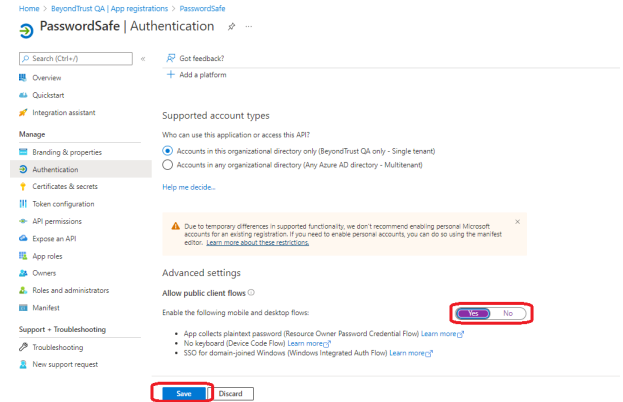 Home > BeyondTrust QA | App registrations > PasswordSafe
PasswordSafe | Authentication
Search (Ctrl+/)
Got feedback?
Overview
Add a platform
Quickstart
Integration assistant
Supported account types
Manage
Who can use this application or access this API?
Branding & properties
Accounts in this organizational directory only (BeyondTrust QA only - Single tenant)
Authentication
Accounts in any organizational directory (Any Azure AD directory - Multitenant)
Certificates & secrets
Help me decide...
Token configuration
API permissions
Due to temporary differences in supported functionality, we don't recommend enabling personal Microsoft
accounts for an existing registration. If you need to enable personal accounts, you can do so using the manifest
editor. Learn more about these restrictions.
Expose an API
App roles
Owners
Advanced settings
Roles and administrators
Allow public client flows
Manifest
Enable the following mobile and desktop flows:
Yes No
Support + Troubleshooting
App collects plaintext password (Resource Owner Password Credential Flow) Learn more
No keyboard (Device Code Flow) Learn more
Troubleshooting
SSO for domain-joined Windows (Windows Integrated Auth Flow) Learn more
New support request
Save Discard